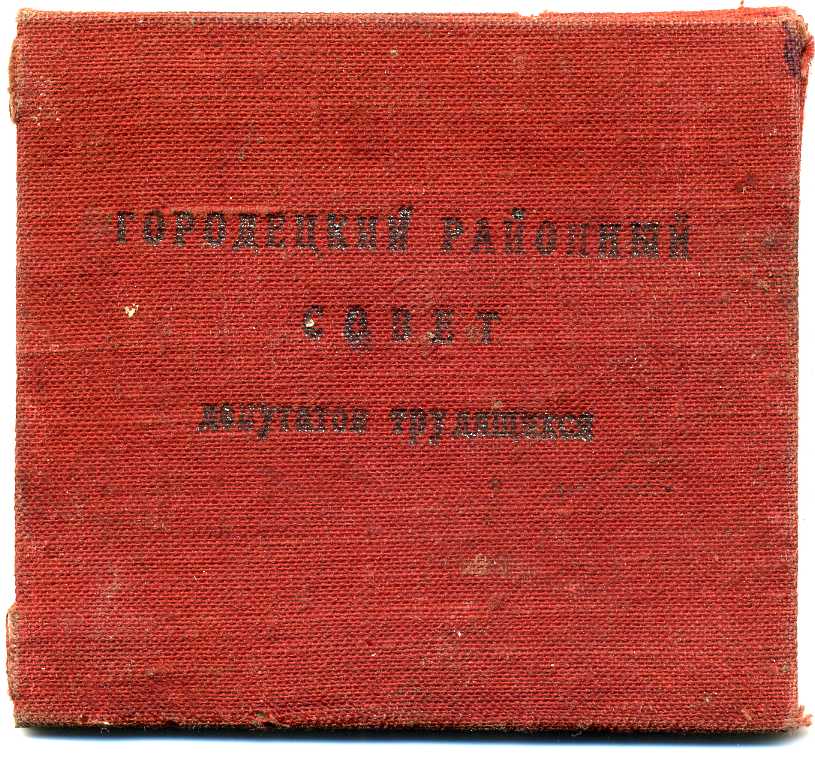 ГОРОДЕЦКИЙ РАЙОННЫЙ
СОВЕТ
депутатов трудящихся